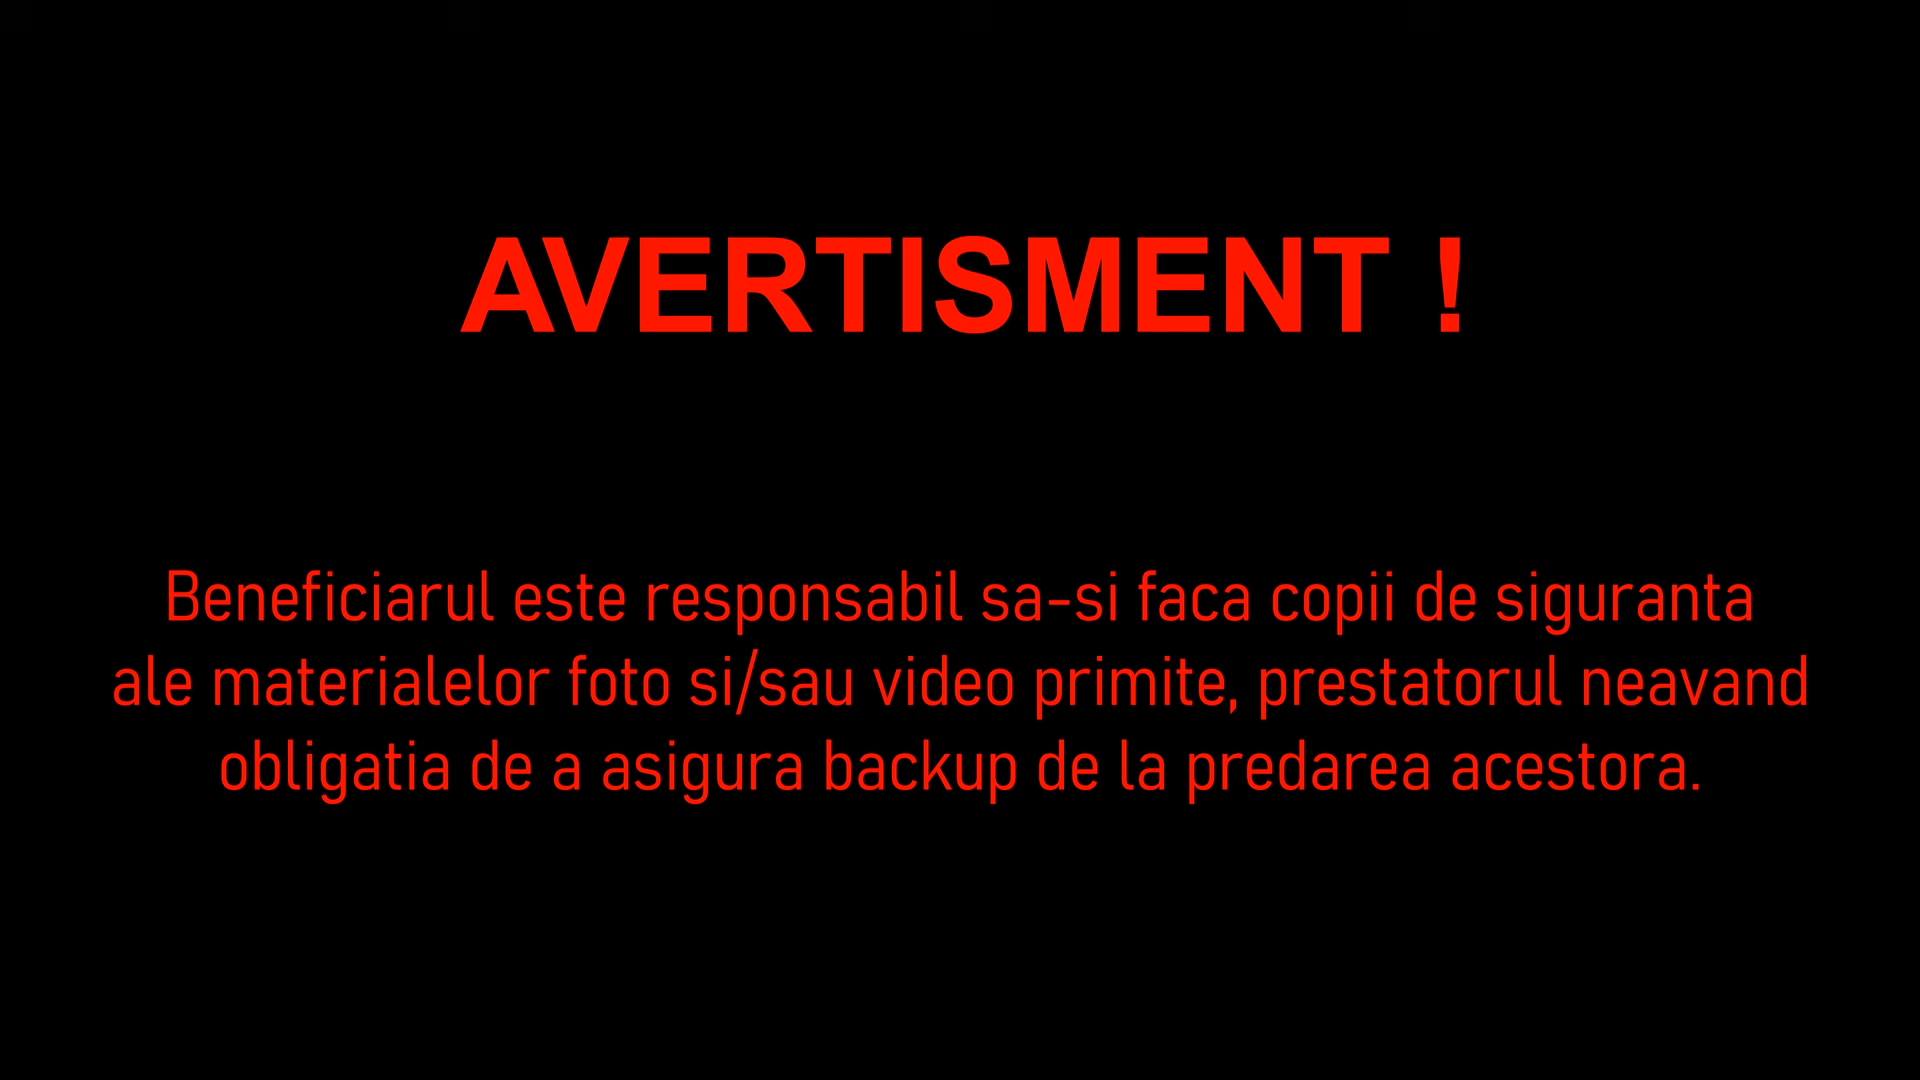 AVERTISMENT !
Beneficiarul este responsabil sa-si faca copii de siguranta
ale materialelor foto si/sau video primite, prestatorul neavand
obligatia de a asigura backup de la predarea acestora.